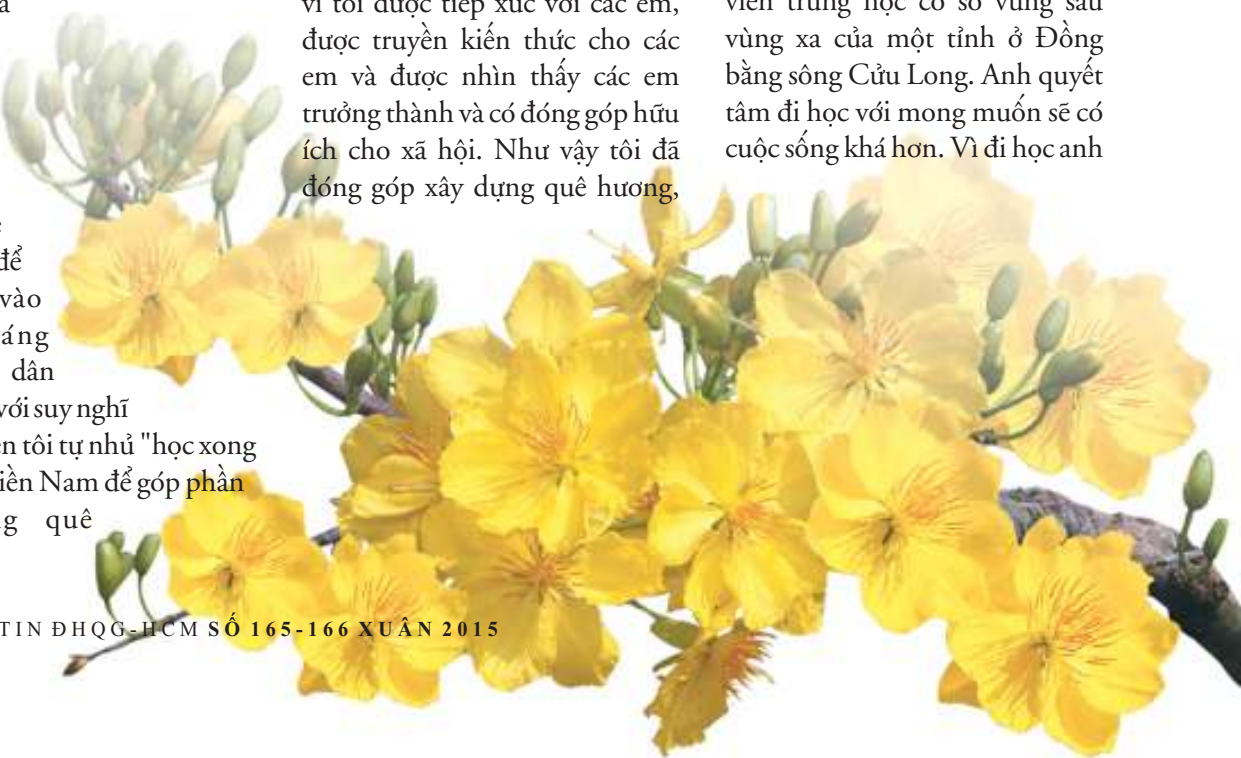 để
vào
dân
với suy nghĩ
tôi tự nhủ "học xong
Nam để góp phần
quê
vì tôi được tiếp xúc với các em,
được truyền kiến thức cho các
em và được nhìn thấy các em
trưởng thành và có đóng góp hữu
ích cho xã hội. Như vậy tôi đã
đóng góp xây dựng quê hương,
viên trung học cơ sở vùng sâu
vùng xa của một tỉnh ở Đồng
bằng sông Cửu Long. Anh quyết
tâm đi học với mong muốn sẽ có
cuộc sống khá hơn. Vì đi học anh
TIN ĐHQG-HCM SỐ 165-166 XUÂN 2015